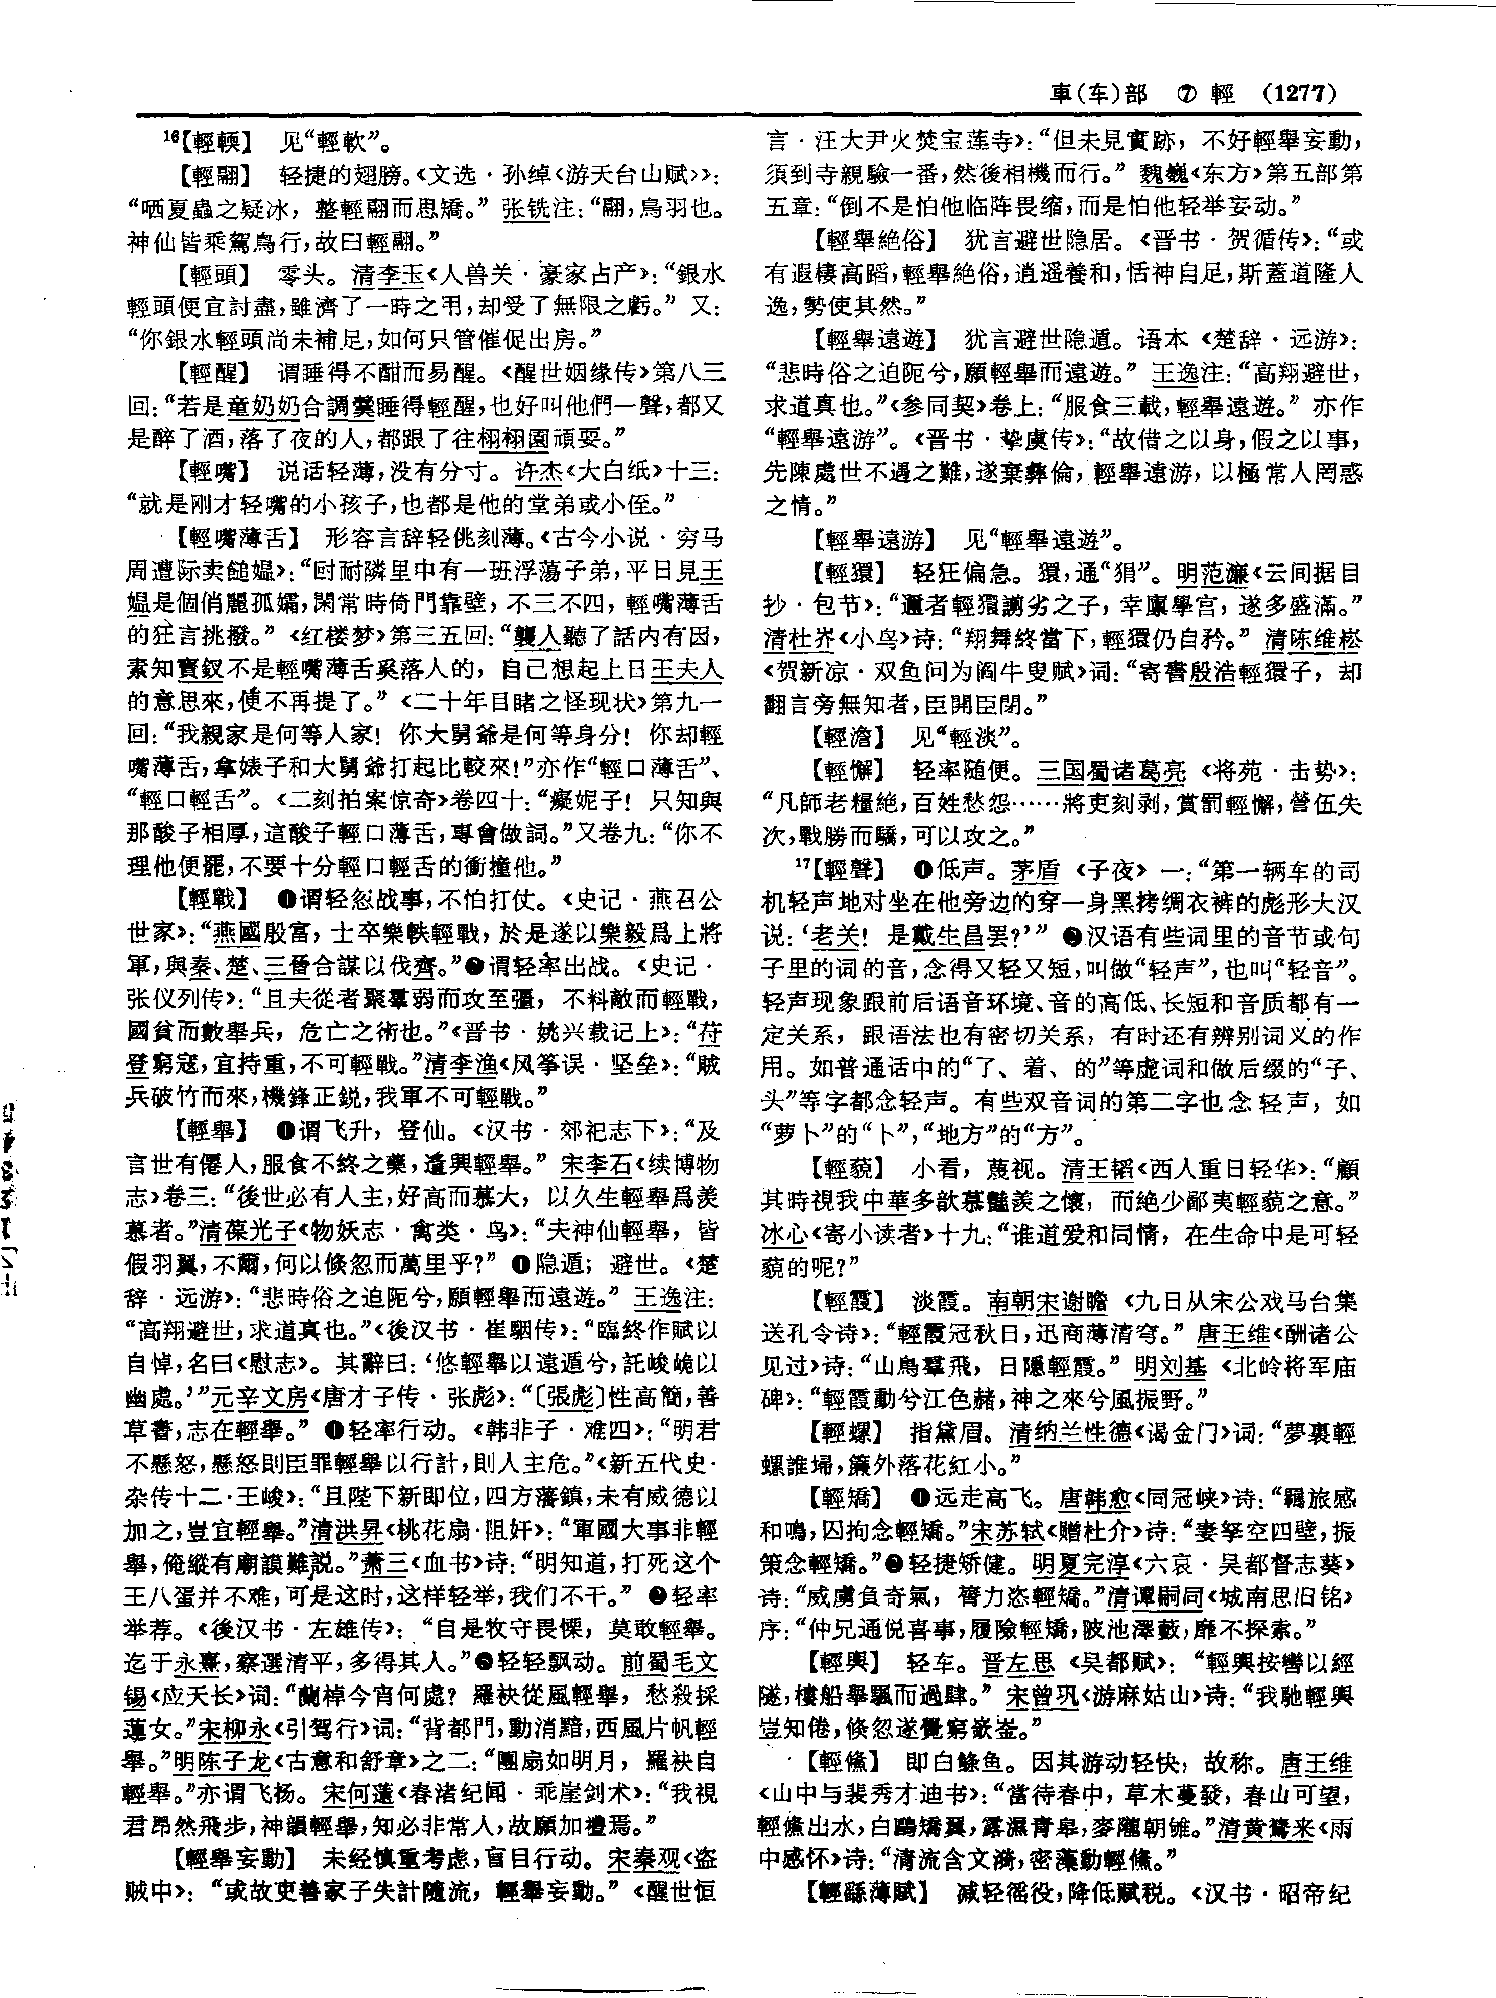 車(车)部 ⑦ 輕 (1277)
¹⁶【輕輭】 见“輕軟”。
【輕翮】 轻捷的翅膀。《文选·孙绰〈游天台山赋〉》：
“哂夏蟲之疑冰，整輕翮而思矯。”张铣注：“翮，鳥羽也。
神仙皆乘駕鳥行，故曰輕翮。”
【輕頭】 零头。清李玉《人兽关·豪家占产》：“銀水
輕頭便宜討盡，雖濟了一時之用，却受了無限之虧。”又：
“你銀水輕頭尚未補足，如何只管催促出房。”
【輕醒】 谓睡得不酣而易醒。《醒世姻缘传》第八三
回：“若是童奶奶合調羹睡得輕醒，也好叫他們一聲，都又
是醉了酒，落了夜的人，都跟了往栩栩園頑耍。”
【輕嘴】 说话轻薄，没有分寸。许杰《大白纸》十三：
“就是刚才轻嘴的小孩子，也都是他的堂弟或小侄。”
【輕嘴薄舌】 形容言辞轻佻刻薄。《古今小说·穷马
周遭际卖䭔媪》：“叵耐隣里中有一班浮蕩子弟，平日見王
媪是個俏麗孤孀，閑常時倚門靠壁，不三不四，輕嘴薄舌
的狂言挑撥。”《红楼梦》第三五回：“襲人聽了話内有因，
素知寶釵不是輕嘴薄舌奚落人的，自己想起上日王夫人
的意思來，便不再提了。”《二十年目睹之怪现状》第九一
回：“我親家是何等人家！你大舅爺是何等身分！你却輕
嘴薄舌，拿婊子和大舅爺打起比較來！”亦作“輕口薄舌”、
“輕口輕舌”。《二刻拍案惊奇》卷四十：“癡妮子！只知與
那酸子相厚，這酸子輕口薄舌，專會做詞。”又卷九：“你不
理他便罷，不要十分輕口輕舌的衝撞他。”
【輕戰】 ❶谓轻忽战事，不怕打仗。《史记·燕召公
世家》：“燕國殷富，士卒樂軼輕戰，於是遂以樂毅爲上將
軍，與秦、楚、三晉合謀以伐齊。”❷谓轻率出战。《史记·
张仪列传》：“且夫從者聚羣弱而攻至彊，不料敵而輕戰，
國貧而數舉兵，危亡之術也。”《晋书·姚兴载记上》：“苻
登窮寇，宜持重，不可輕戰。”清李渔《风筝误·坚垒》：“賊
兵破竹而來，機鋒正銳，我軍不可輕戰。”
【輕舉】 ❶谓飞升，登仙。《汉书·郊祀志下》：“及
言世有僊人，服食不終之藥，遙興輕舉。”宋李石《续博物
志》卷三：“後世必有人主，好高而慕大，以久生輕舉爲羡
慕者。”清葆光子《物妖志·禽类·鸟》：“夫神仙輕舉，皆
假羽翼，不爾，何以倏忽而萬里乎？”❷隐遁；避世。《楚
辞·远游》：“悲時俗之迫阨兮，願輕舉而遠遊。”王逸注：
“高翔避世，求道真也。”《後汉书·崔駰传》：“臨終作賦以
自悼，名曰《慰志》。其辭曰：‘悠輕舉以遠遁兮，託峻峗以
幽處。’”元辛文房《唐才子传·张彪》：“〔張彪〕性高簡，善
草書，志在輕舉。”❸轻率行动。《韩非子·难四》：“明君
不懸怒，懸怒則臣罪輕舉以行計，則人主危。”《新五代史·
杂传十二·王峻》：“且陛下新即位，四方藩鎮，未有威德以
加之，豈宜輕舉。”清洪昇《桃花扇·阻奸》：“軍國大事非輕
舉，俺縱有廟謨難説。”萧三《血书》诗：“明知道，打死这个
王八蛋并不难，可是这时，这样轻举，我们不干。”❹轻率
举荐。《後汉书·左雄传》：“自是牧守畏慄，莫敢輕舉。
迄于永熹，察選清平，多得其人。”❺轻轻飘动。前蜀毛文
锡《应天长》词：“蘭棹今宵何處？羅袂從風輕舉，愁殺採
蓮女。”宋柳永《引驾行》词：“背都門，動消黯，西風片帆輕
舉。”明陈子龙《古意和舒章》之二：“團扇如明月，羅袂自
輕舉。”亦谓飞扬。宋何薳《春渚纪闻·乖崖剑术》：“我視
君昂然飛步，神韻輕舉，知必非常人，故願加禮焉。”
【輕舉妄動】 未经慎重考虑，盲目行动。宋秦观《盗
贼中》：“或故吏善家子失計隨流，輕舉妄動。”《醒世恒
言·汪大尹火焚宝莲寺》：“但未見實跡，不好輕舉妄動，
須到寺親驗一番，然後相機而行。”魏巍《东方》第五部第
五章：“倒不是怕他临阵畏缩，而是怕他轻举妄动。”
【輕舉絶俗】 犹言避世隐居。《晋书·贺循传》：“或
有遐棲高蹈，輕舉絶俗，逍遥養和，恬神自足，斯蓋道隆人
逸，勢使其然。”
【輕舉遠遊】 犹言避世隐遁。语本《楚辞·远游》：
“悲時俗之迫阨兮，願輕舉而遠遊。”王逸注：“高翔避世，
求道真也。”《参同契》卷上：“服食三載，輕舉遠遊。”亦作
“輕舉遠游”。《晋书·挚虞传》：“故借之以身，假之以事，
先陳處世不遇之難，遂棄彝倫，輕舉遠游，以極常人罔惑
之情。”
【輕舉遠游】 见“輕舉遠遊”。
【輕獧】 轻狂偏急。獧，通“狷”。明范濂《云间据目
抄·包节》：“邇者輕獧譾劣之子，幸廪學宫，遂多盛滿。”
清杜岕《小鸟》诗：“翔舞終當下，輕獧仍自矜。”清陈维崧
《贺新凉·双鱼问为阎牛叟赋》词：“寄書殷浩輕獧子，却
翻言旁無知者，臣開臣閉。”
【輕澹】 见“輕淡”。
【輕懈】 轻率随便。三国蜀诸葛亮《将苑·击势》：
“凡師老糧絶，百姓愁怨……將吏刻剥，賞罰輕懈，營伍失
次，戰勝而驕，可以攻之。”
¹⁷【輕聲】 ❶低声。茅盾《子夜》一：“第一辆车的司
机轻声地对坐在他旁边的穿一身黑拷绸衣裤的彪形大汉
说：‘老关！是戴生昌罢？’”❷汉语有些词里的音节或句
子里的词的音，念得又轻又短，叫做“轻声”，也叫“轻音”。
轻声现象跟前后语音环境、音的高低、长短和音质都有一
定关系，跟语法也有密切关系，有时还有辨别词义的作
用。如普通话中的“了、着、的”等虚词和做后缀的“子、
头”等字都念轻声。有些双音词的第二字也念轻声，如
“萝卜”的“卜”，“地方”的“方”。
【輕藐】 小看，蔑视。清王韬《西人重日轻华》：“顧
其時視我中華多歆慕豔羡之懷，而絶少鄙夷輕藐之意。”
冰心《寄小读者》十九：“谁道爱和同情，在生命中是可轻
藐的呢？”
【輕霞】 淡霞。南朝宋谢瞻《九日从宋公戏马台集
送孔令诗》：“輕霞冠秋日，迅商薄清穹。”唐王维《酬诸公
见过》诗：“山鳥羣飛，日隱輕霞。”明刘基《北岭将军庙
碑》：“輕霞動兮江色赭，神之來兮風振野。”
【輕螺】 指黛眉。清纳兰性德《谒金门》词：“夢裏輕
螺誰埽，簾外落花紅小。”
【輕矯】 ❶远走高飞。唐韩愈《同冠峡》诗：“羈旅感
和鳴，囚拘念輕矯。”宋苏轼《赠杜介》诗：“妻孥空四壁，振
策念輕矯。”❷轻捷矫健。明夏完淳《六哀·吴都督志葵》
诗：“威虜負奇氣，膂力恣輕矯。”清谭嗣同《城南思旧铭》
序：“仲兄通悦喜事，履險輕矯，陂池澤藪，靡不探索。”
【輕輿】 轻车。晋左思《吴都赋》：“輕輿按轡以經
隧，樓船舉颿而過肆。”宋曾巩《游麻姑山》诗：“我馳輕輿
豈知倦，倏忽遂覺窮嶔崟。”
【輕鯈】 即白鲦鱼。因其游动轻快，故称。唐王维
《山中与裴秀才迪书》：“當待春中，草木蔓發，春山可望，
輕鯈出水，白鷗矯翼，露濕青皋，麥隴朝雊。”清黄鷟来《雨
中感怀》诗：“清流含文漪，密藻動輕鯈。”
【輕繇薄賦】 减轻徭役，降低赋税。《汉书·昭帝纪